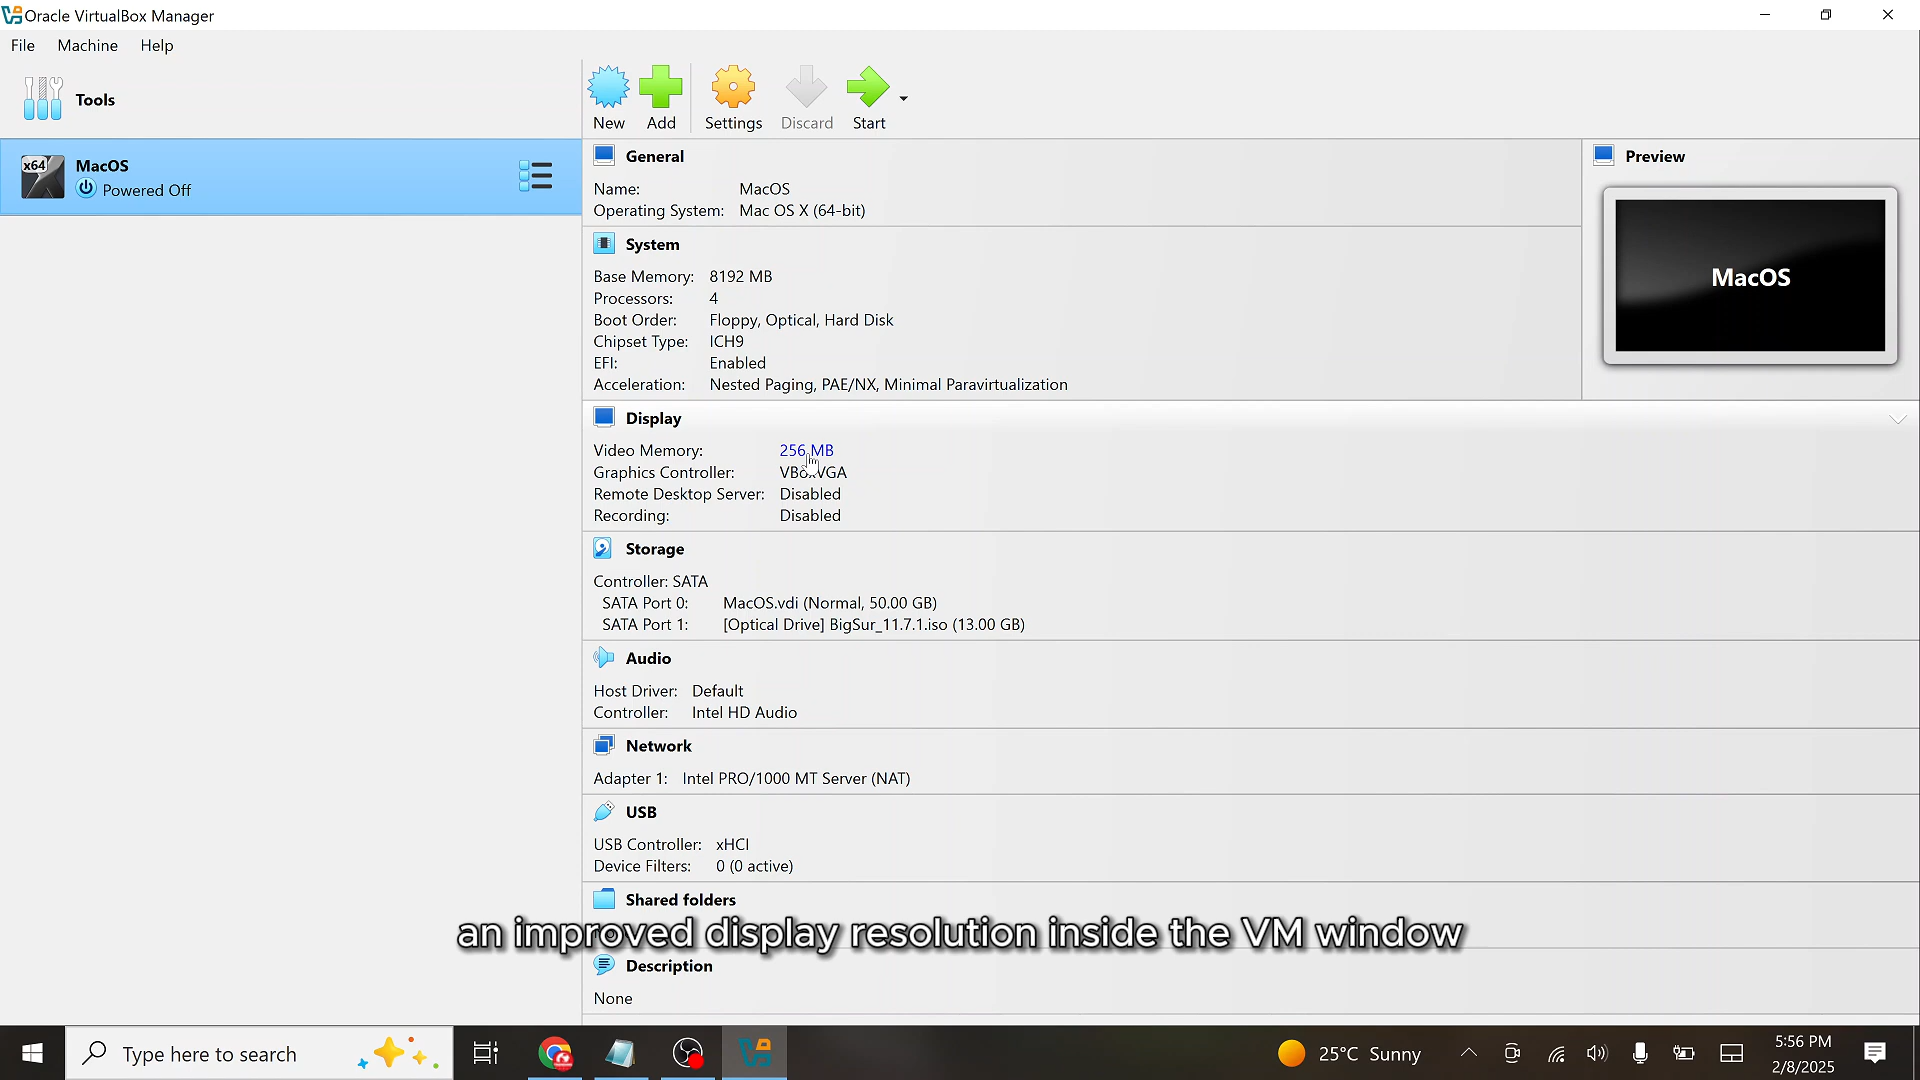 Oracle VirtualBox Manager
File Machine Help
Tools
New Add Settings Discard Start
x64 MacOS
Powered Off
General
Name: MacOS
Operating System: Mac OS X (64-bit)
Preview
MacOS
System
Base Memory: 8192 MB
Processors: 4
Boot Order: Floppy, Optical, Hard Disk
Chipset Type: ICH9
EFI: Enabled
Acceleration: Nested Paging, PAE/NX, Minimal Paravirtualization
Display
Video Memory: 256 MB
Graphics Controller: VBoxVGA
Remote Desktop Server: Disabled
Recording: Disabled
Storage
Controller: SATA
SATA Port 0: MacOS.vdi (Normal, 50.00 GB)
SATA Port 1: [Optical Drive] BigSur_11.7.1.iso (13.00 GB)
Audio
Host Driver: Default
Controller: Intel HD Audio
Network
Adapter 1: Intel PRO/1000 MT Server (NAT)
USB
USB Controller: xHCI
Device Filters: 0 (0 active)
Shared folders
an improved display resolution inside the VM window
Description
None
Type here to search
25°C Sunny
5:56 PM
2/8/2025